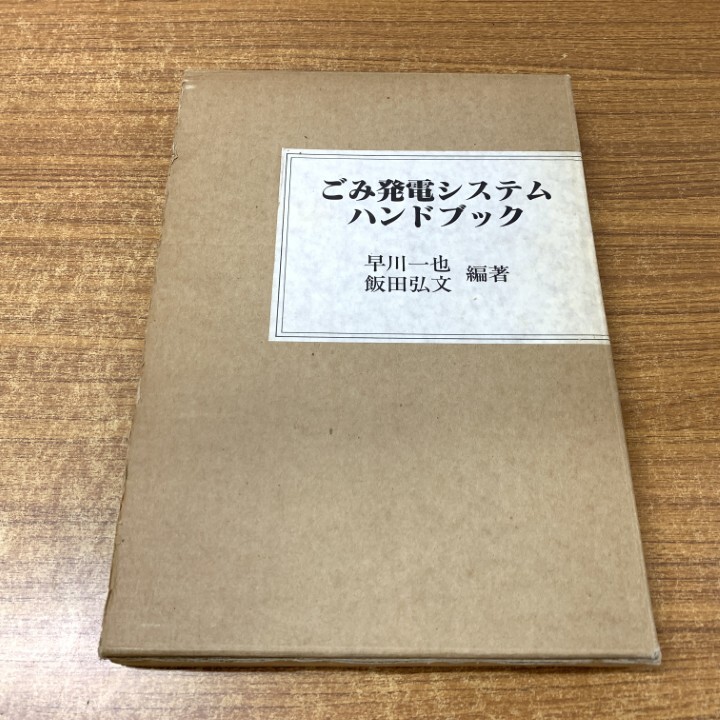 ごみ発電システム
ハンドブック
早川一也
飯田弘文
編著